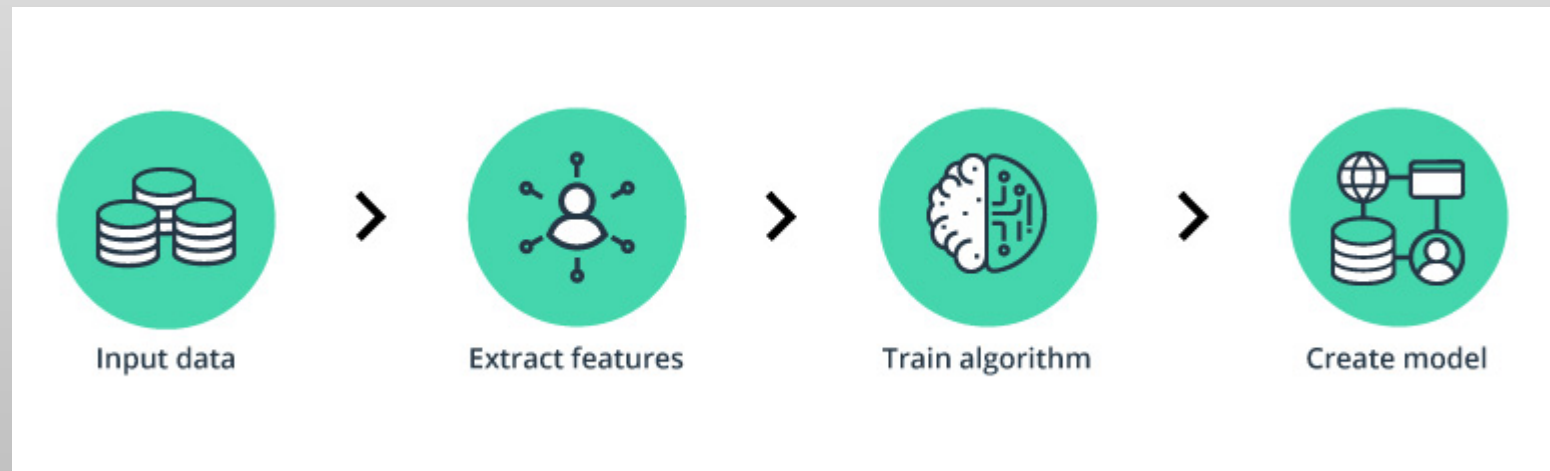 Input data
Extract features
Train algorithm
Create model